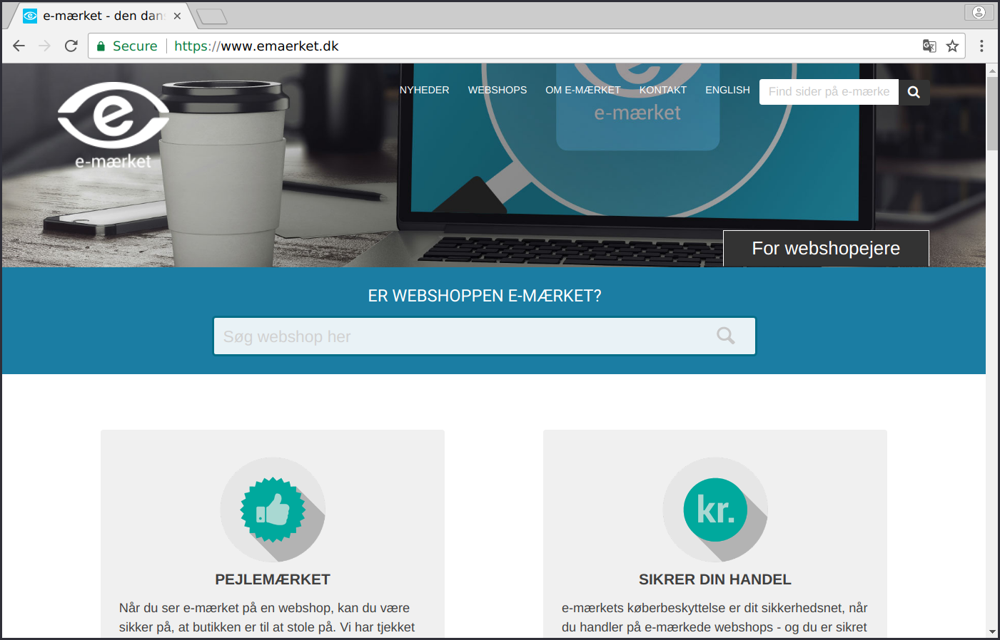 e-mærket - den dan
Secure
https://www.emaerket.dk
e-mærket
NYHEDER
WEBSHOPS
OM E-MÆRKET
KONTAKT
ENGLISH
Find sider på e-mærke
e-mærket
For webshopejere
ER WEBSHOPPEN E-MÆRKET?
Søg webshop her
PEJLEMÆRKET
Når du ser e-mærket på en webshop, kan du være
sikker på, at butikken er til at stole på. Vi har tjekket
kr.
SIKRER DIN HANDEL
e-mærkets køberbeskyttelse er dit sikkerhedsnet, når
du handler på e-mærkede webshops - og du er sikret